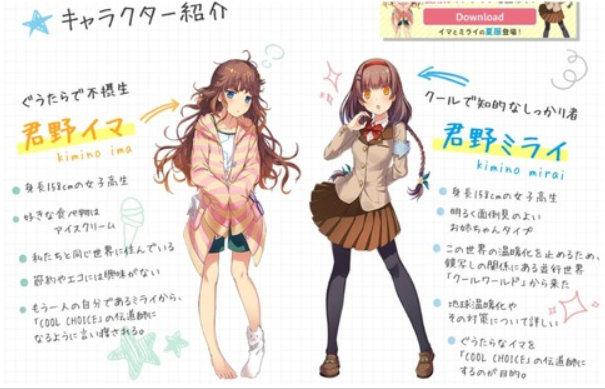 キャラクター紹介
Download
イマとミライの夏服登場!
ぐうたらで不摂生
君野イマ
kimino ima
身長158cmの女子高生
好きな食べ物は
アイスクリーム
私たちと同じ世界に住んでいる
節約やエコには興味がない
もう一人の自分であるミライから、
「COOL CHOICE」の伝道師に
なるように言い渡される。
クールで知的なしっかり者
君野ミライ
kimino mirai
身長158cmの女子高生
明るく面倒見のよい
お姉ちゃんタイプ
この世界の温暖化を止めるため、
鏡写しの関係にある並行世界
「クールワールド」から来た
地球温暖化や
その対策について詳しい
ぐうたらなイマを
「COOL CHOICE」の伝道師に
するのが目的。